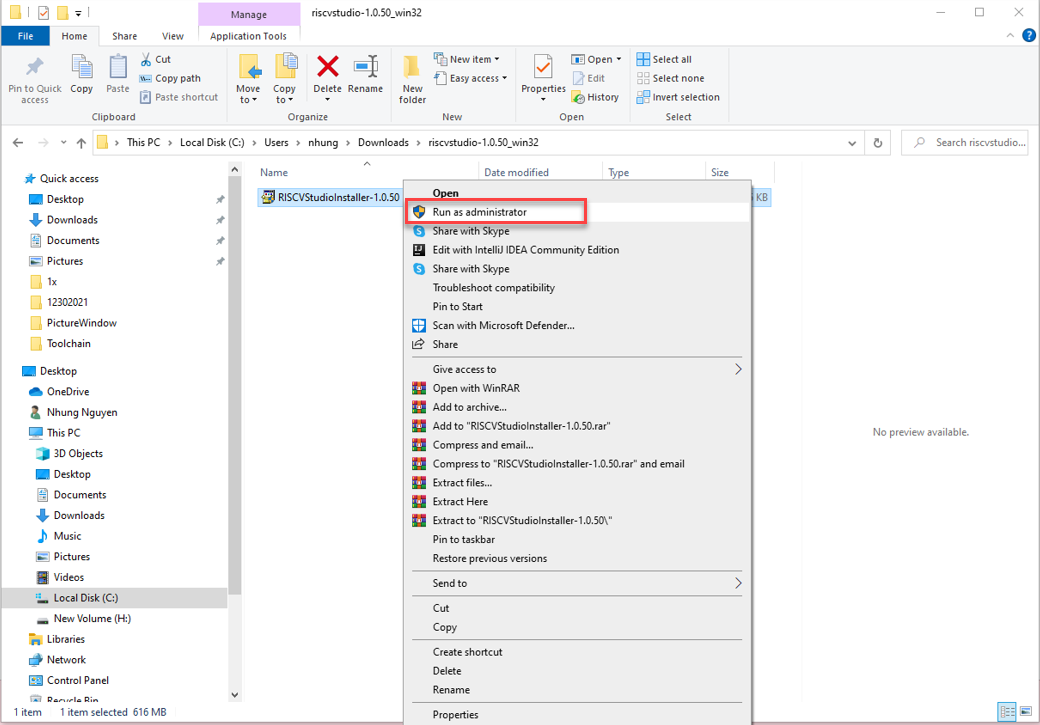 Manage
riscvstudio-1.0.50_win32
File
Home
Share
View
Application Tools
Pin to Quick
access
Copy
Paste
Cut
Copy path
Paste shortcut
Clipboard
Move
to
Copy
to
Delete
Rename
Organize
New
folder
New item
Easy access
New
Properties
Open
Edit
History
Open
Select all
Select none
Invert selection
Select
This PC > Local Disk (C:) > Users > nhung > Downloads > riscvstudio-1.0.50_win32
Search riscvstudio...
Quick access
Desktop
Downloads
Documents
Pictures
1x
12302021
PictureWindow
Toolchain
Desktop
OneDrive
Nhung Nguyen
This PC
3D Objects
Desktop
Documents
Downloads
Music
Pictures
Videos
Local Disk (C:)
New Volume (H:)
Libraries
Network
Control Panel
Recycle Bin
Name
Date modified
Type
Size
RISCVStudioInstaller-1.0.50
KB
Open
Run as administrator
Share with Skype
Edit with IntelliJ IDEA Community Edition
Share with Skype
Troubleshoot compatibility
Pin to Start
Scan with Microsoft Defender...
Share
Give access to
Open with WinRAR
Add to archive...
Add to "RISCVStudioInstaller-1.0.50.rar"
Compress and email...
Compress to "RISCVStudioInstaller-1.0.50.rar" and email
Extract files...
Extract Here
Extract to "RISCVStudioInstaller-1.0.50\"
Pin to taskbar
Restore previous versions
Send to
Cut
Copy
Create shortcut
Delete
Rename
Properties
No preview available.
1 item
1 item selected 616 MB